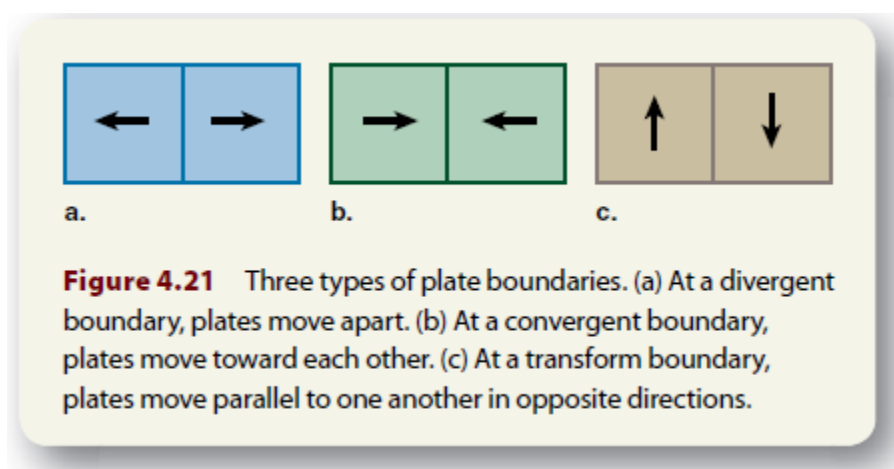 a. b. c.
Figure 4.21 Three types of plate boundaries. (a) At a divergent
boundary, plates move apart. (b) At a convergent boundary,
plates move toward each other. (c) At a transform boundary,
plates move parallel to one another in opposite directions.